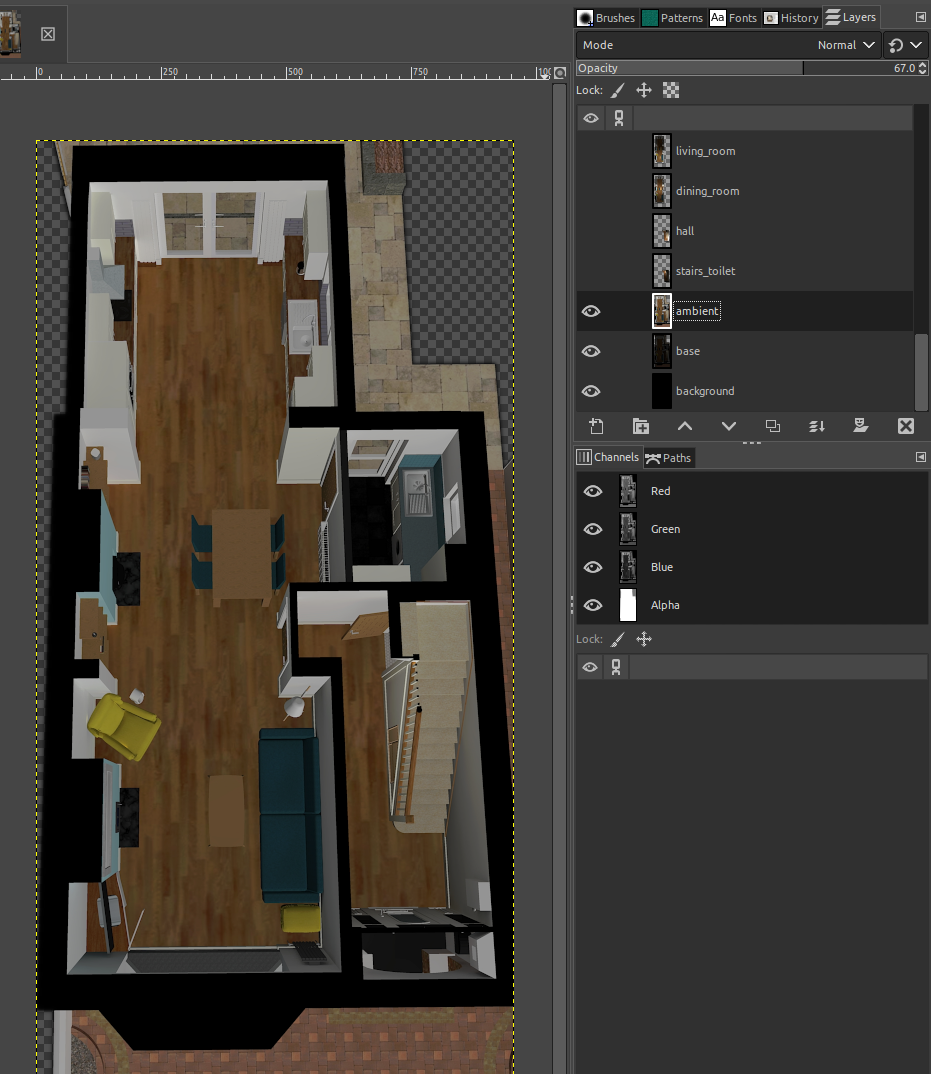 Brushes Patterns Aa Fonts History Layers
Mode Normal
Opacity 67.0
Lock:
living_room
dining_room
hall
stairs_toilet
ambient
base
background
0 250 500 750
Channels Paths
Red
Green
Blue
Alpha
Lock: